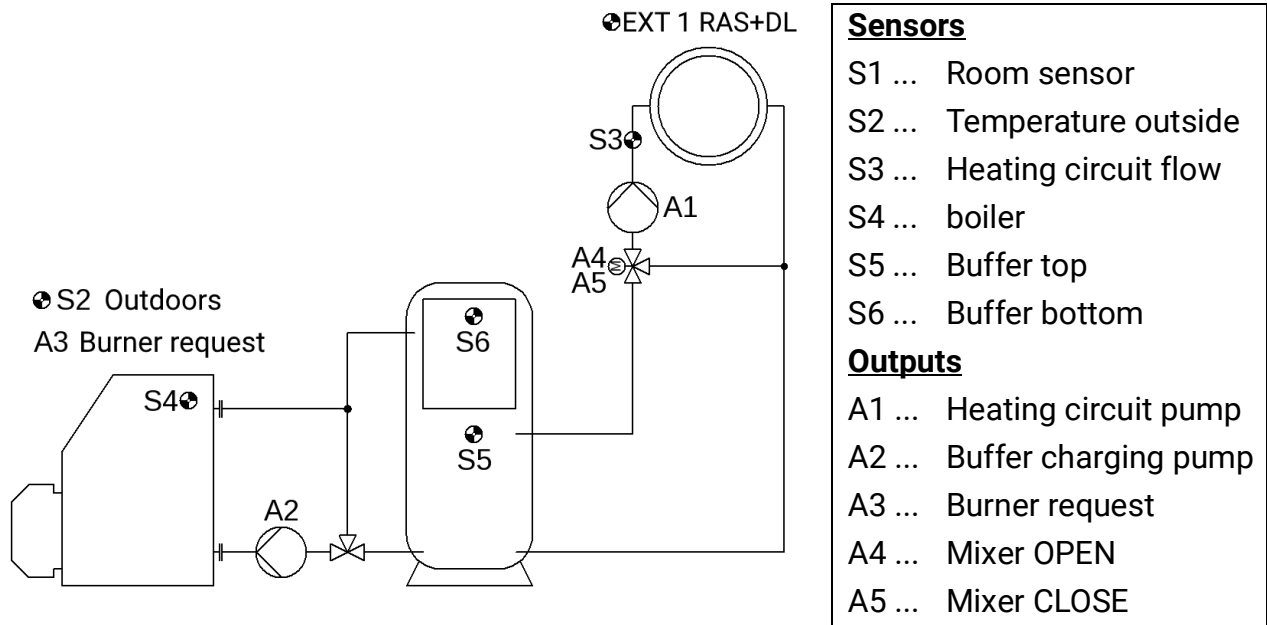 EXT 1 RAS+DL
S3
A1
A4
M
A5
S2 Outdoors
A3 Burner request
S6
S4
S5
A2
Sensors
S1 ... Room sensor
S2 ... Temperature outside
S3 ... Heating circuit flow
S4 ... boiler
S5 ... Buffer top
S6 ... Buffer bottom
Outputs
A1 ... Heating circuit pump
A2 ... Buffer charging pump
A3 ... Burner request
A4 ... Mixer OPEN
A5 ... Mixer CLOSE